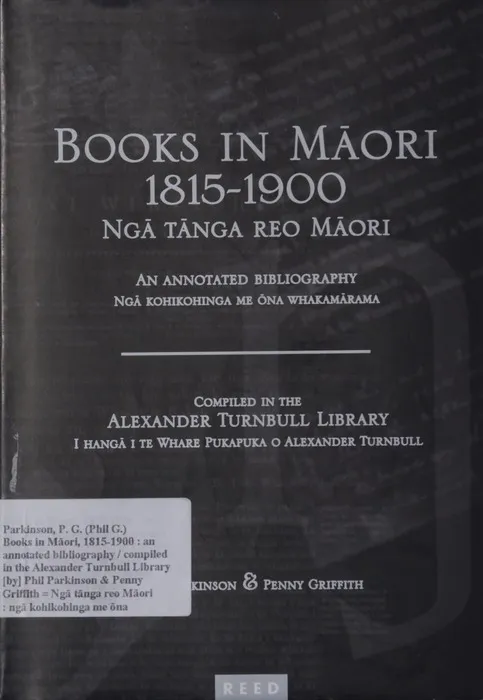 BOOKS IN MĀORI
1815-1900
NGĀ TĀNGA REO MĀORI
AN ANNOTATED BIBLIOGRAPHY
NGĀ KOHIKOHINGA ME ŌNA WHAKAMĀRAMA
COMPILED IN THE
ALEXANDER TURNBULL LIBRARY
I HANGĀ I TE WHARE PUKAPUKA O ALEXANDER TURNBULL
Parkinson, P. G. (Phil G.)
Books in Māori, 1815-1900 : an
annotated bibliography / compiled
in the Alexander Turnbull Library
[by] Phil Parkinson & Penny
Griffith = Ngā tānga reo Māori
: ngā kohikohinga me ōna
KINSON & PENNY GRIFFITH
REED